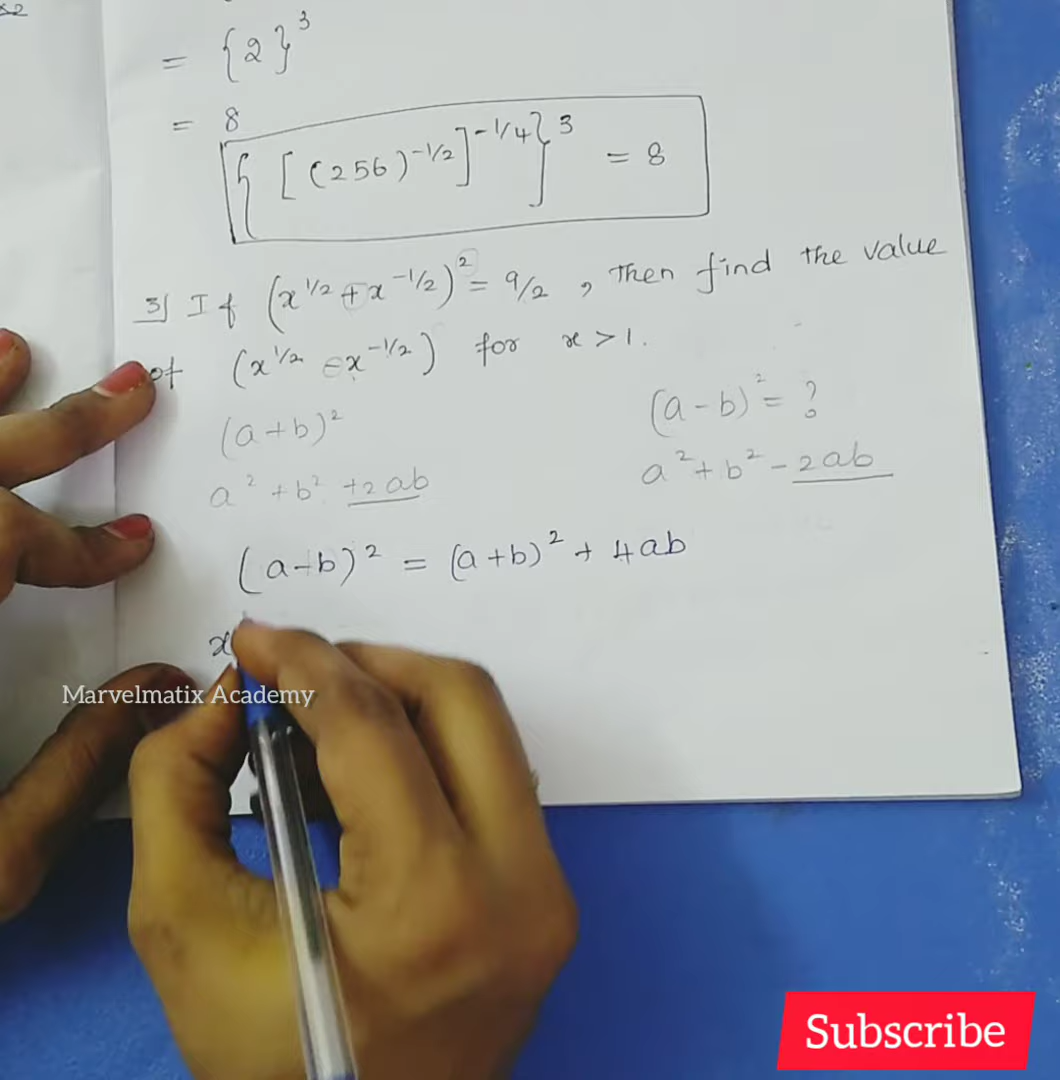 = {2}³
= 8
{[(256)^-1/2]^-1/4}³ = 8
3) If (x^1/2 + x^-1/2)² = 9/2, Then find the value
of (x^1/2 - x^-1/2) for x > 1.
(a+b)²
(a-b)² = ?
a² + b² + 2ab
a² + b² - 2ab
(a-b)² = (a+b)² + 4ab
x
Marvelmatix Academy
Subscribe